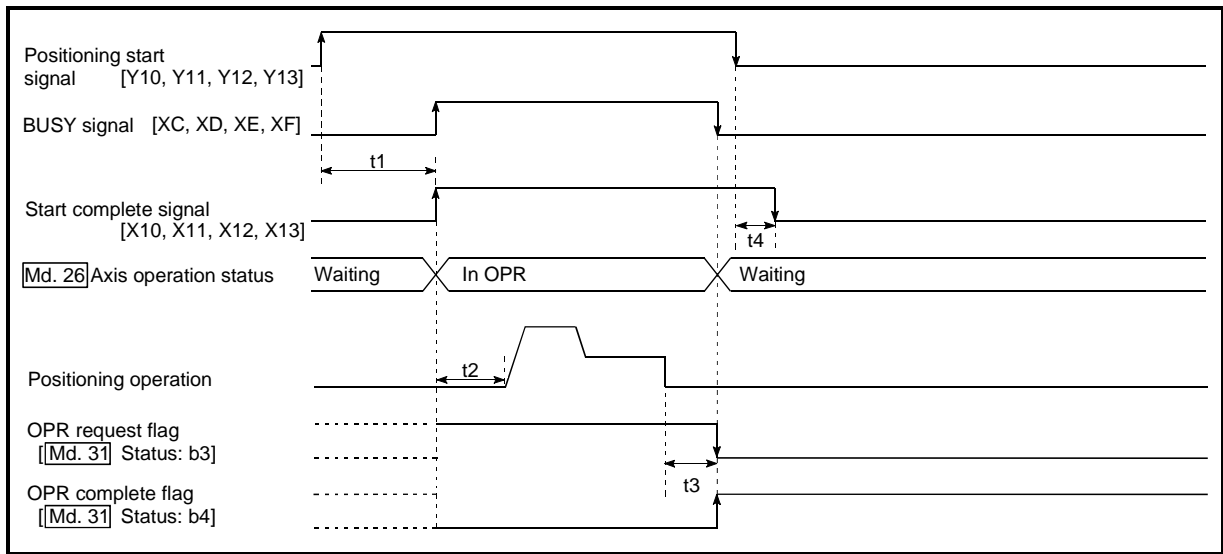 Positioning start
signal [Y10, Y11, Y12, Y13]
BUSY signal [XC, XD, XE, XF]
t1
Start complete signal
[X10, X11, X12, X13]
t4
Md. 26 Axis operation status
Waiting
In OPR
Waiting
t2
Positioning operation
OPR request flag
[Md. 31 Status: b3]
t3
OPR complete flag
[Md. 31 Status: b4]